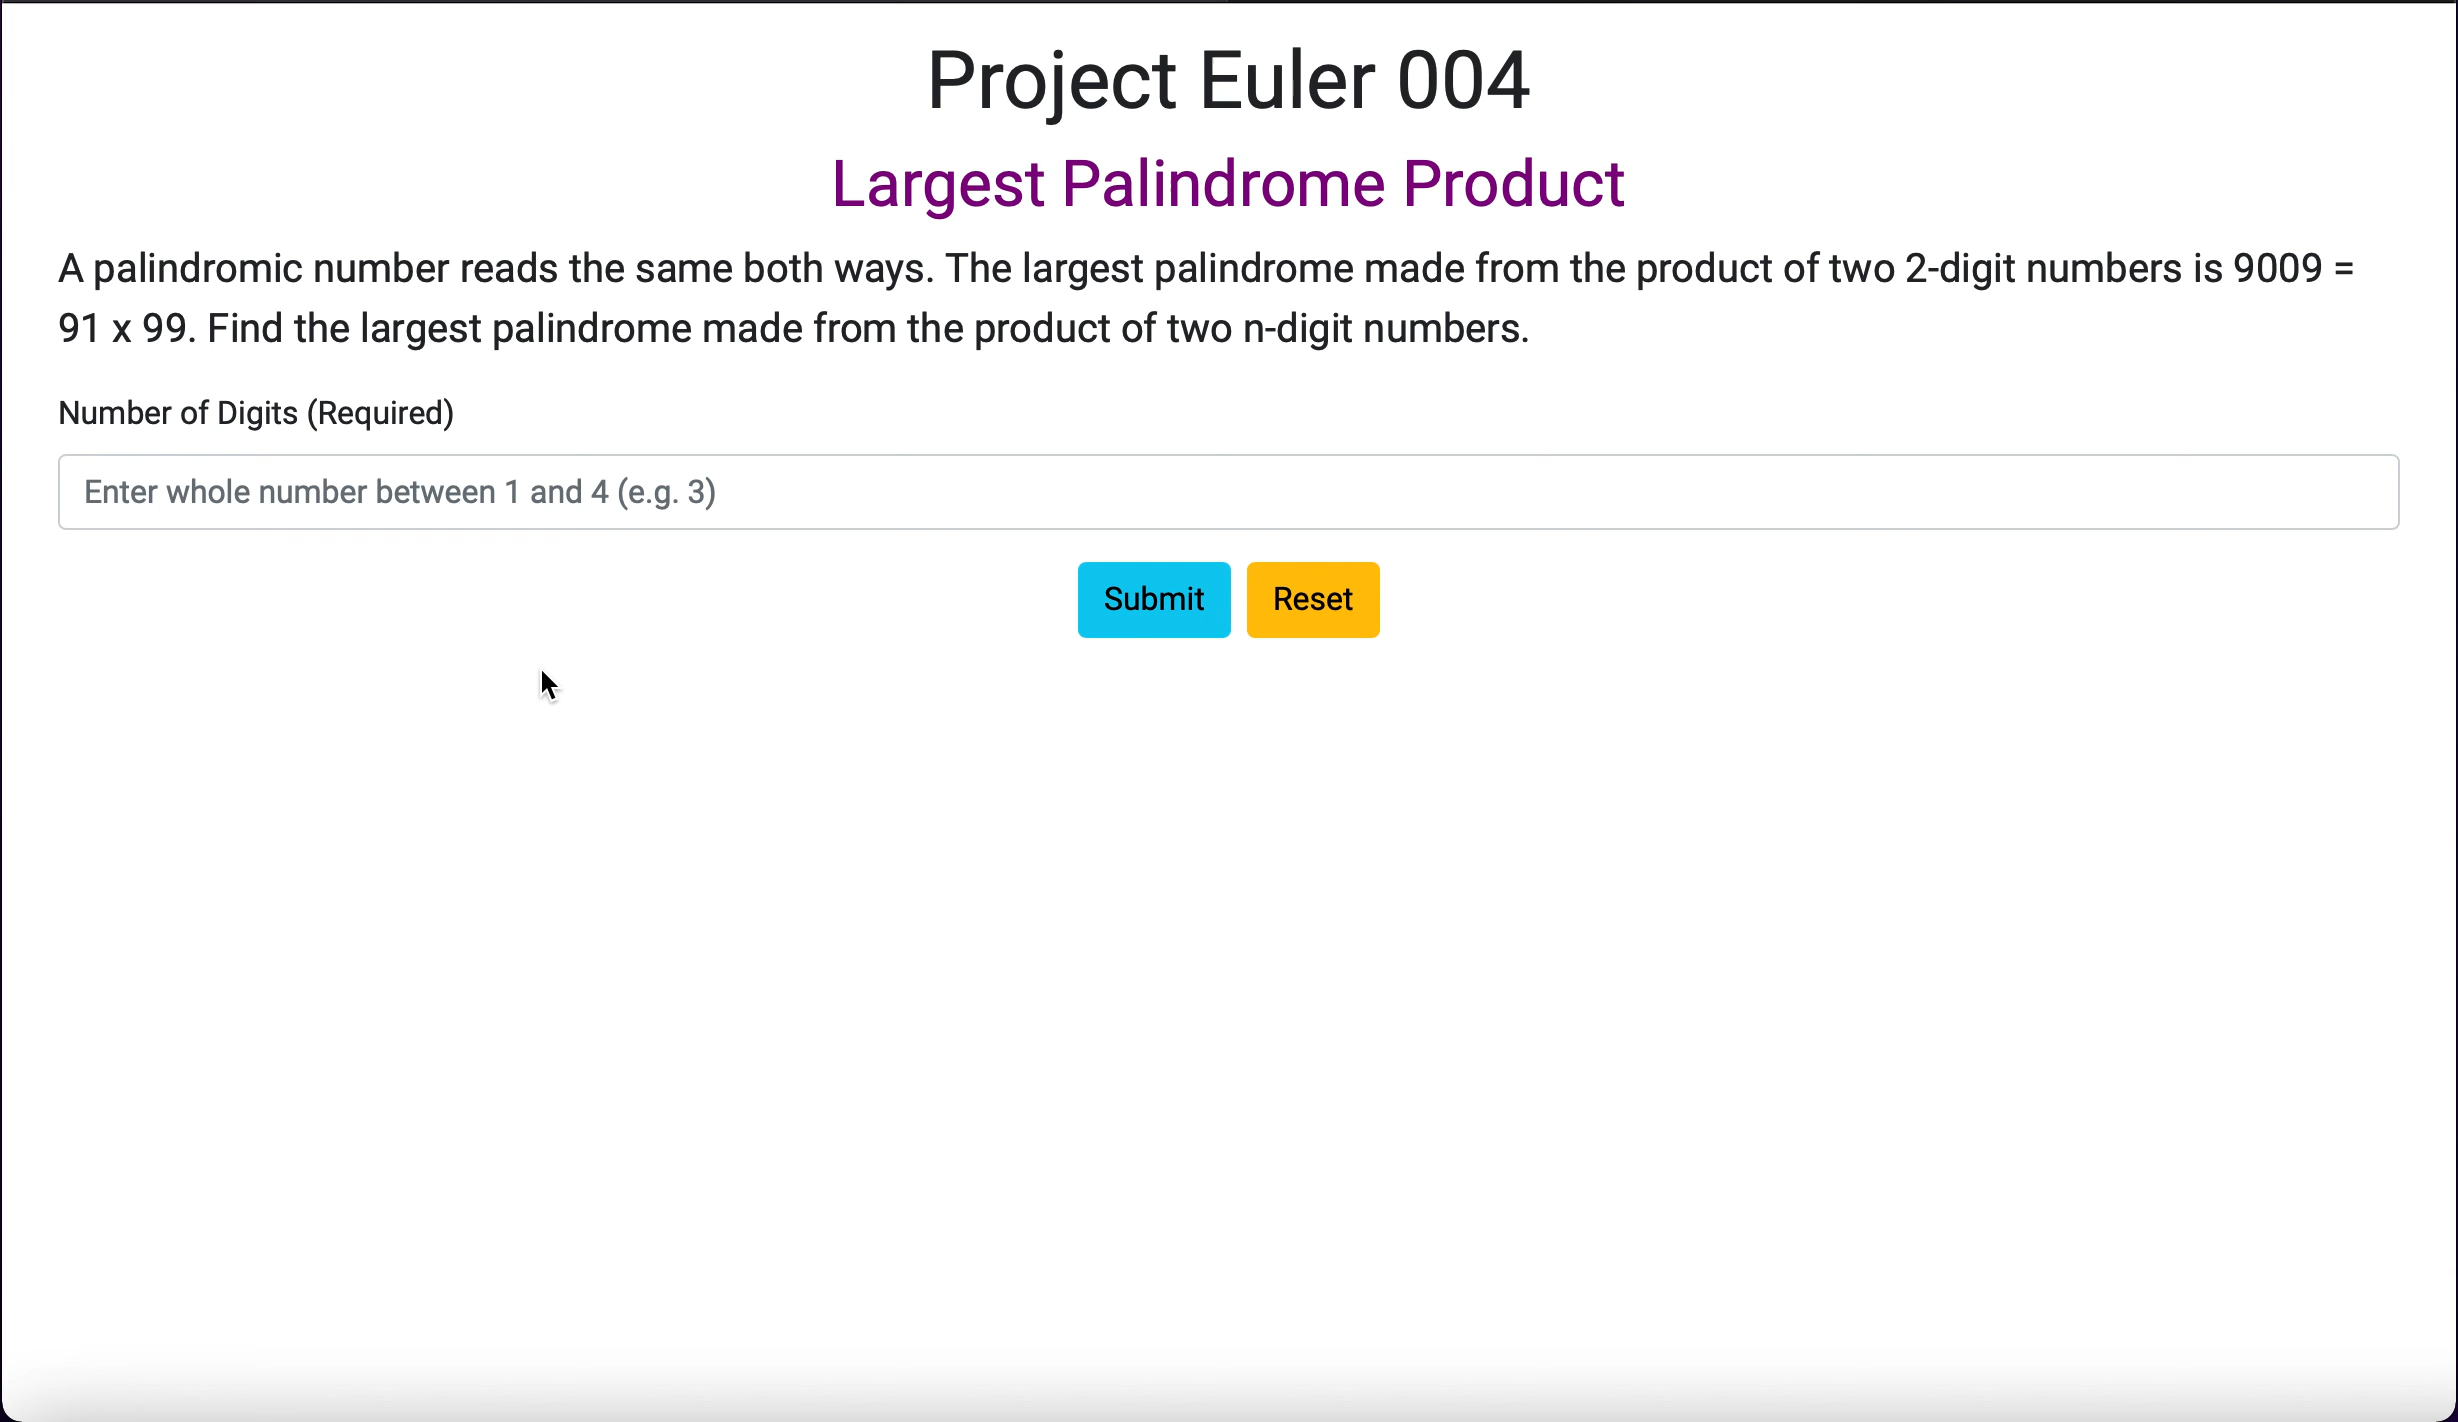 Project Euler 004
Largest Palindrome Product
A palindromic number reads the same both ways. The largest palindrome made from the product of two 2-digit numbers is 9009 =
91 x 99. Find the largest palindrome made from the product of two n-digit numbers.
Number of Digits (Required)
Enter whole number between 1 and 4 (e.g. 3)
Submit Reset